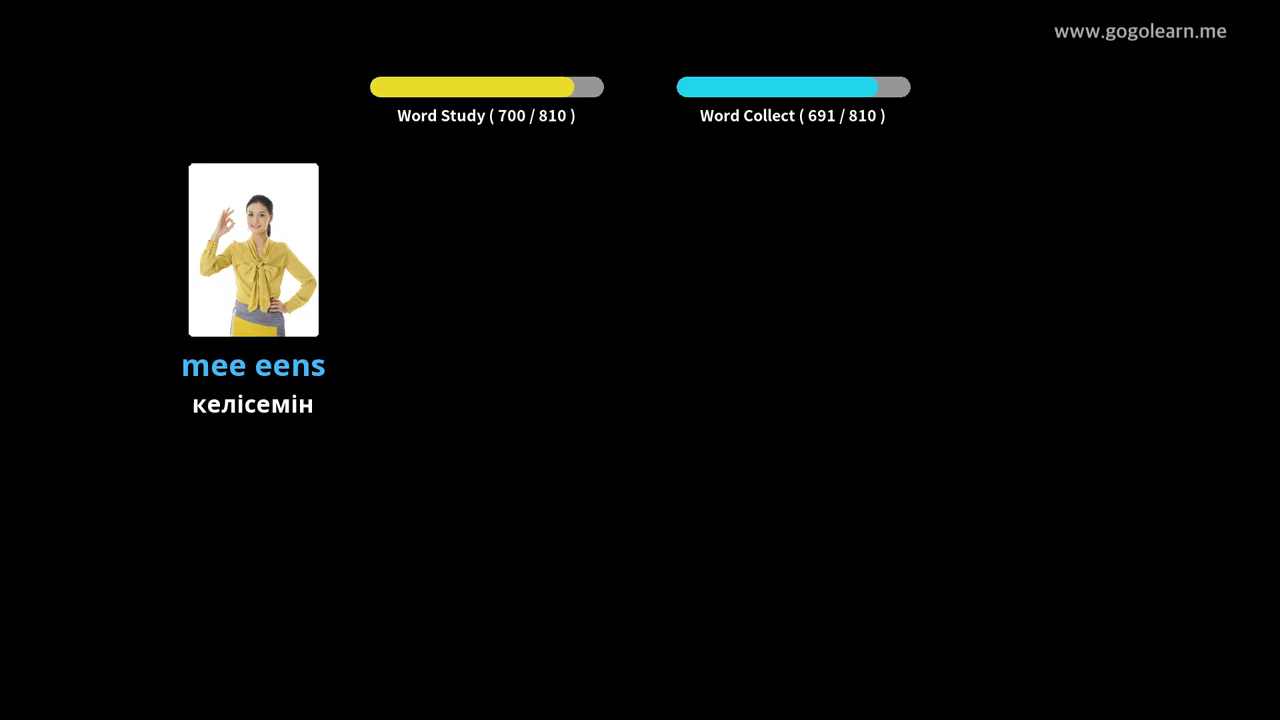 www.gogolearn.me
Word Study ( 700 / 810 )
Word Collect ( 691 / 810 )
mee eens
келісемін